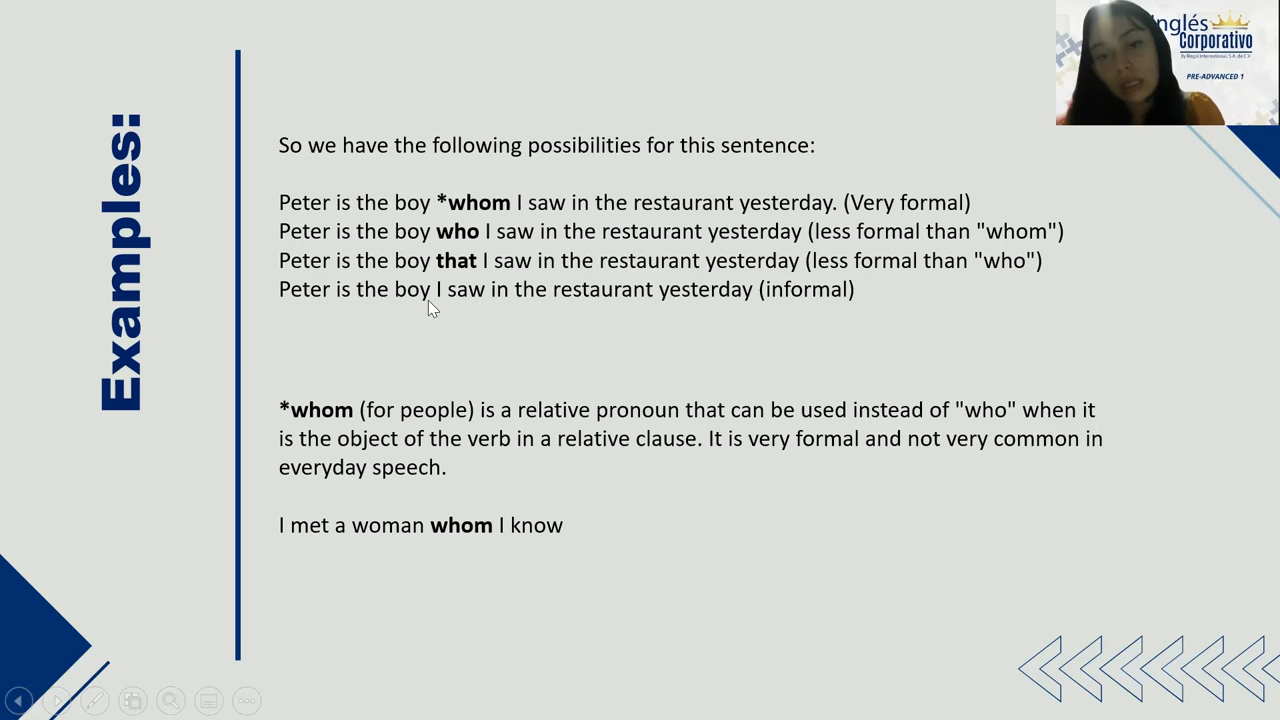 Inglés
Corporativo
By Regal International, S.A. de C.V.
PRE-ADVANCED 1
Examples:
So we have the following possibilities for this sentence:
Peter is the boy *whom I saw in the restaurant yesterday. (Very formal)
Peter is the boy who I saw in the restaurant yesterday (less formal than "whom")
Peter is the boy that I saw in the restaurant yesterday (less formal than "who")
Peter is the boy I saw in the restaurant yesterday (informal)
*whom (for people) is a relative pronoun that can be used instead of "who" when it
is the object of the verb in a relative clause. It is very formal and not very common in
everyday speech.
I met a woman whom I know